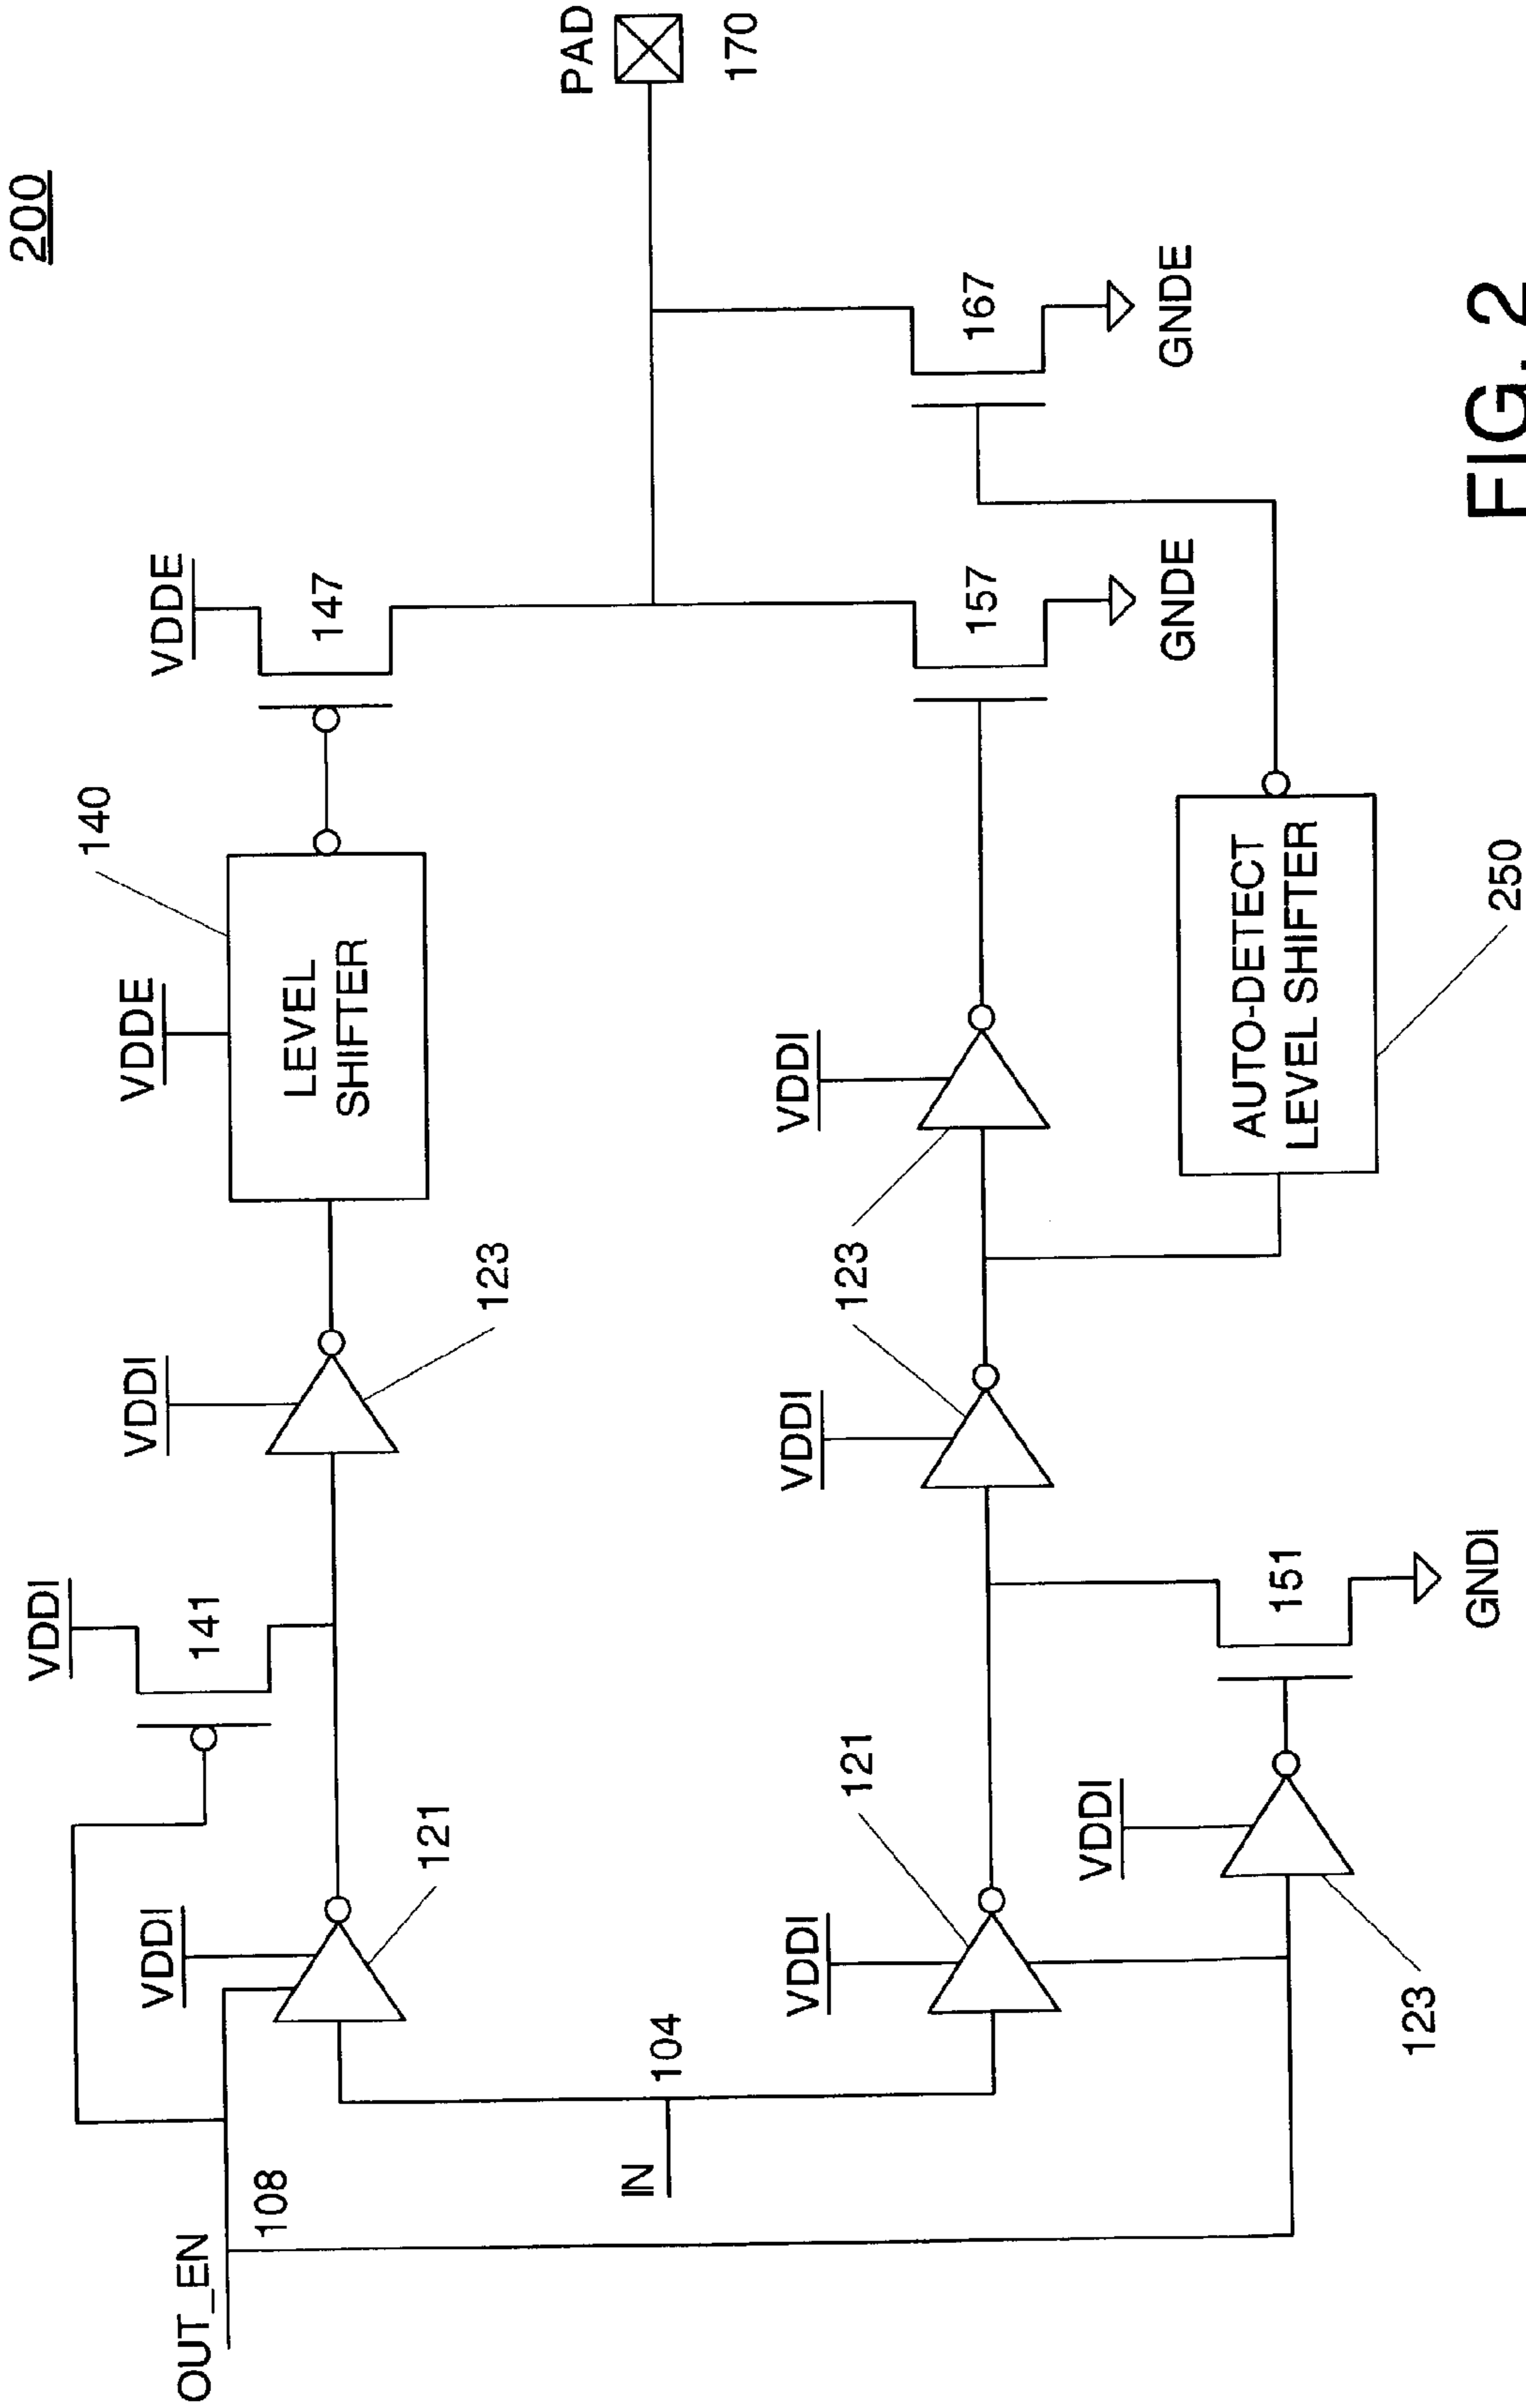 200
VDDI
141
VDDI
VDDE
140
VDDE
147
PAD
170
OUT_EN
108
VDDI
121
123
LEVEL
SHIFTER
IN
104
VDDI
121
VDDI
123
VDDI
157
GNDE
167
GNDE
VDDI
123
151
GNDI
AUTO-DETECT
LEVEL SHIFTER
250
FIG. 2